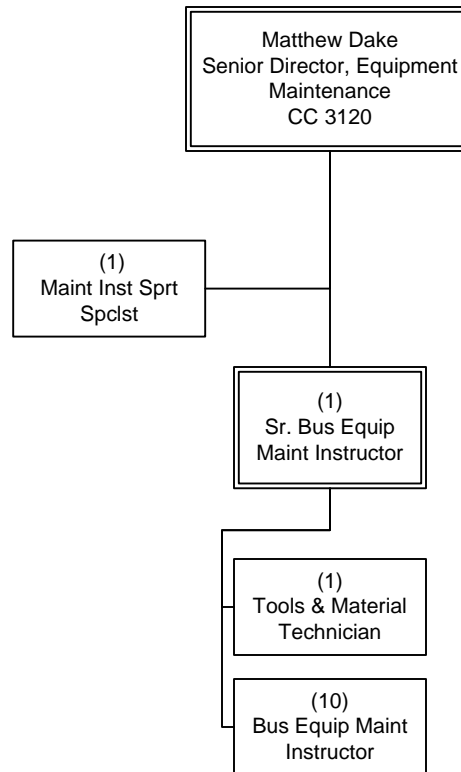 Matthew Dake
Senior Director, Equipment
Maintenance
CC 3120
(1)
Maint Inst Sprt
Spclst
(1)
Sr. Bus Equip
Maint Instructor
(1)
Tools & Material
Technician
(10)
Bus Equip Maint
Instructor